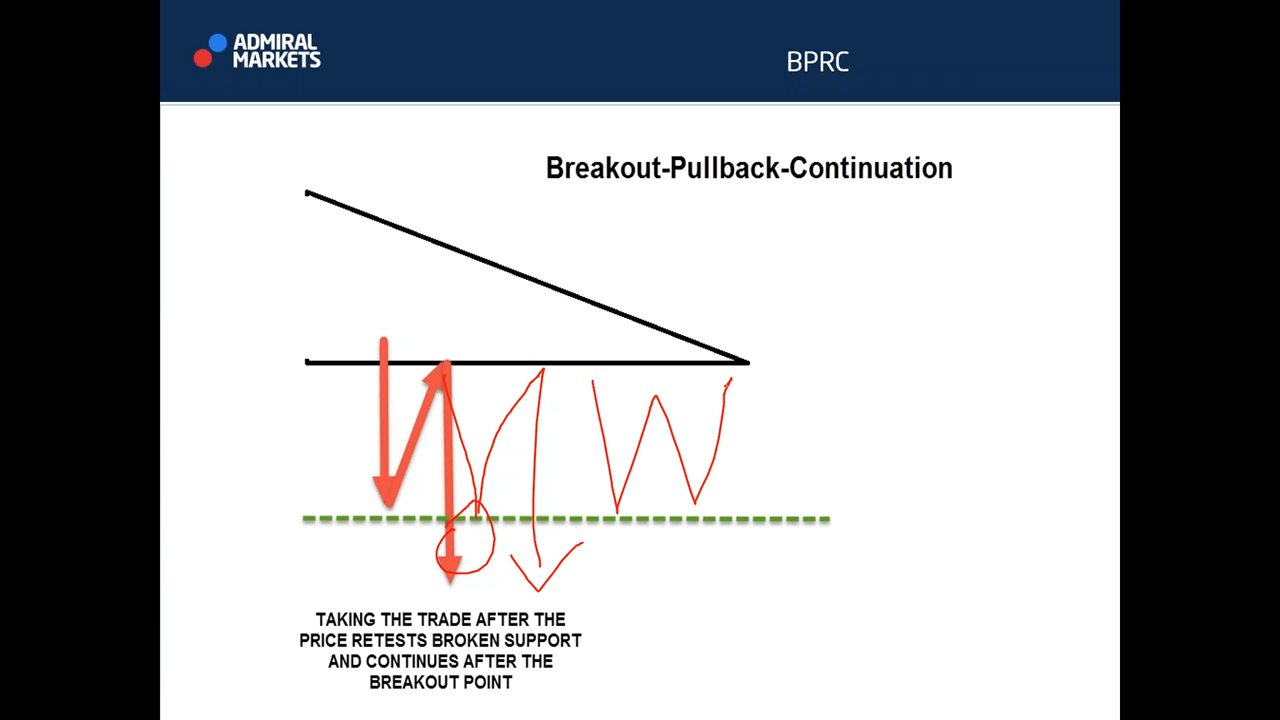 ADMIRAL
MARKETS
BPRC
Breakout-Pullback-Continuation
TAKING THE TRADE AFTER THE
PRICE RETESTS BROKEN SUPPORT
AND CONTINUES AFTER THE
BREAKOUT POINT